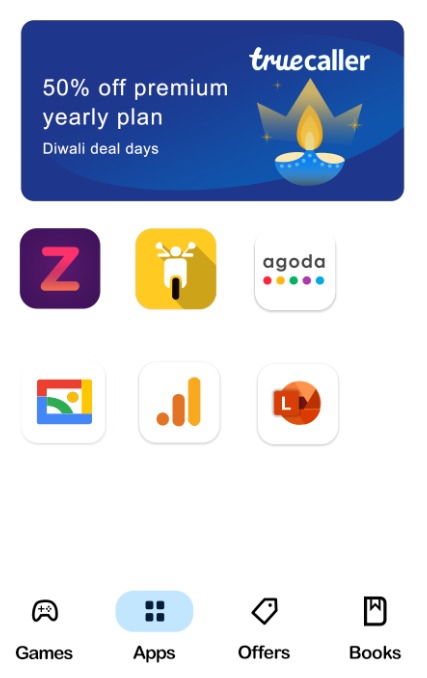 truecaller
50% off premium
yearly plan
Diwali deal days
Z
agoda
L
Games
Apps
Offers
Books